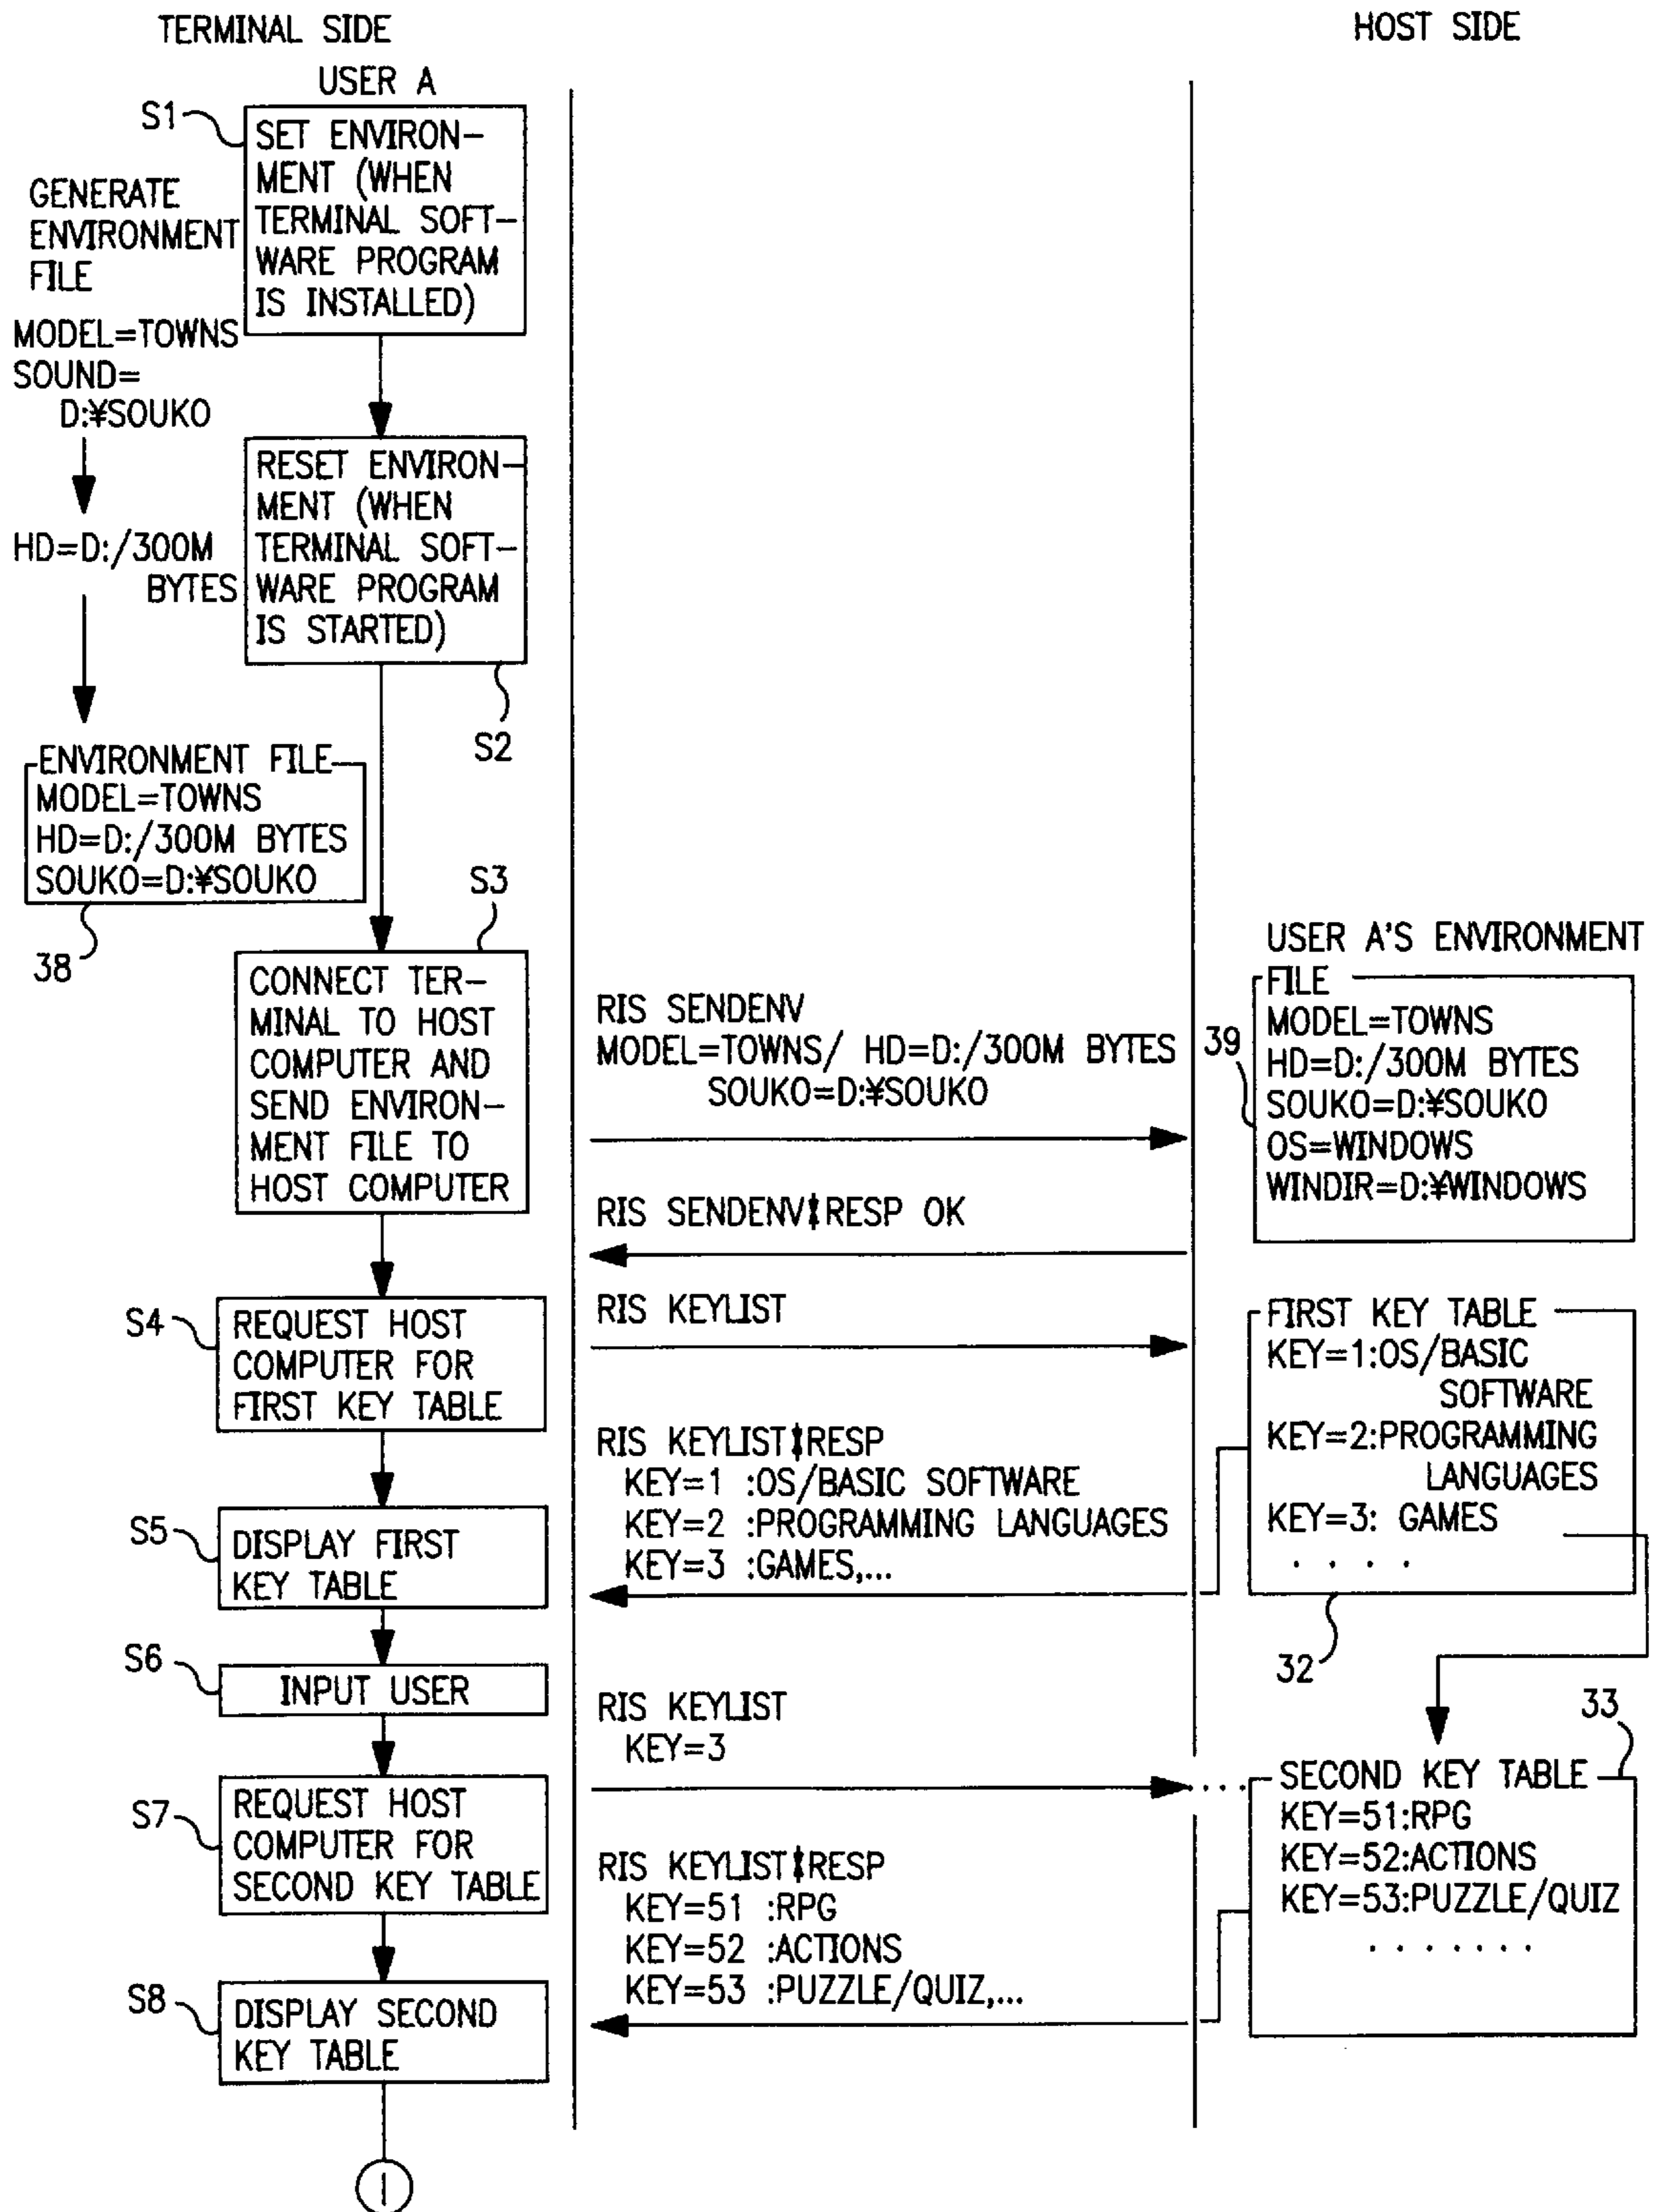 TERMINAL SIDE
HOST SIDE
USER A
S1
SET ENVIRON-
MENT (WHEN
TERMINAL SOFT-
WARE PROGRAM
IS INSTALLED)
GENERATE
ENVIRONMENT
FILE
MODEL=TOWNS
SOUND=
D:¥SOUKO
HD=D:/300M
BYTES
RESET ENVIRON-
MENT (WHEN
TERMINAL SOFT-
WARE PROGRAM
IS STARTED)
S2
ENVIRONMENT FILE
MODEL=TOWNS
HD=D:/300M BYTES
SOUKO=D:¥SOUKO
38
S3
CONNECT TER-
MINAL TO HOST
COMPUTER AND
SEND ENVIRON-
MENT FILE TO
HOST COMPUTER
RIS SENDENV
MODEL=TOWNS/ HD=D:/300M BYTES
SOUKO=D:¥SOUKO
USER A'S ENVIRONMENT
FILE
39
MODEL=TOWNS
HD=D:/300M BYTES
SOUKO=D:¥SOUKO
OS=WINDOWS
WINDIR=D:¥WINDOWS
RIS SENDENV RESP OK
S4
REQUEST HOST
COMPUTER FOR
FIRST KEY TABLE
RIS KEYLIST
FIRST KEY TABLE
KEY=1:OS/BASIC
SOFTWARE
KEY=2:PROGRAMMING
LANGUAGES
KEY=3: GAMES
. . . .
32
RIS KEYLIST RESP
KEY=1 :OS/BASIC SOFTWARE
KEY=2 :PROGRAMMING LANGUAGES
KEY=3 :GAMES,...
S5
DISPLAY FIRST
KEY TABLE
S6
INPUT USER
RIS KEYLIST
KEY=3
33
S7
REQUEST HOST
COMPUTER FOR
SECOND KEY TABLE
SECOND KEY TABLE
KEY=51:RPG
KEY=52:ACTIONS
KEY=53:PUZZLE/QUIZ
. . . . . . .
RIS KEYLIST RESP
KEY=51 :RPG
KEY=52 :ACTIONS
KEY=53 :PUZZLE/QUIZ,...
S8
DISPLAY SECOND
KEY TABLE
I